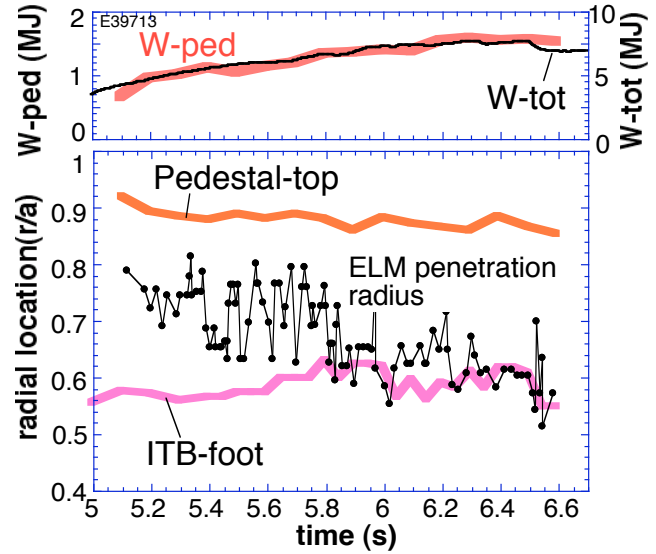 E39713
W-ped
W-tot
W-ped (MJ)
2
1
0
W-tot (MJ)
10
5
0
Pedestal-top
ELM penetration
radius
ITB-foot
radial location(r/a)
1
0.9
0.8
0.7
0.6
0.5
0.4
5 5.2 5.4 5.6 5.8 6 6.2 6.4 6.6
time (s)